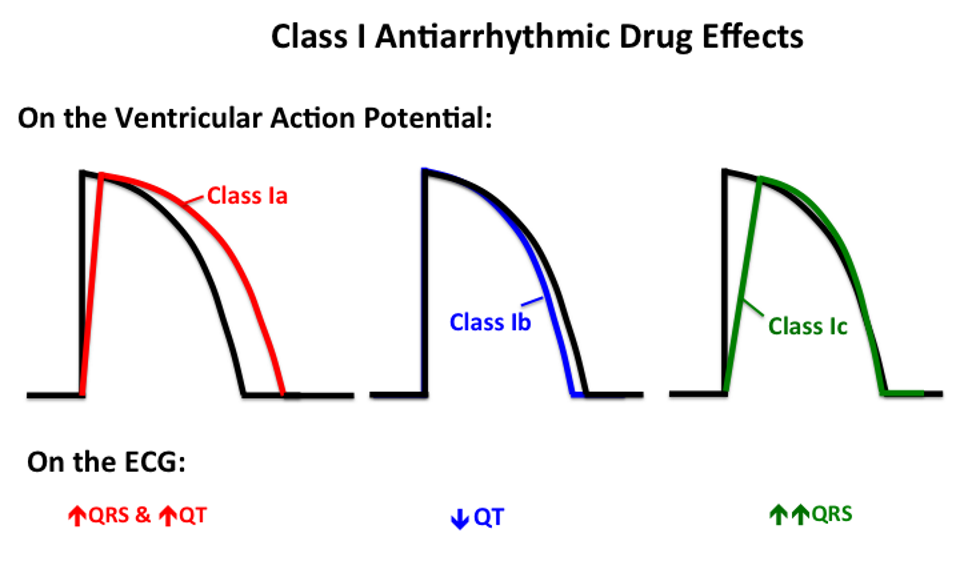 Class I Antiarrhythmic Drug Effects
On the Ventricular Action Potential:
Class Ia
Class Ib
Class Ic
On the ECG:
↑QRS & ↑QT
↓ QT
↑↑QRS